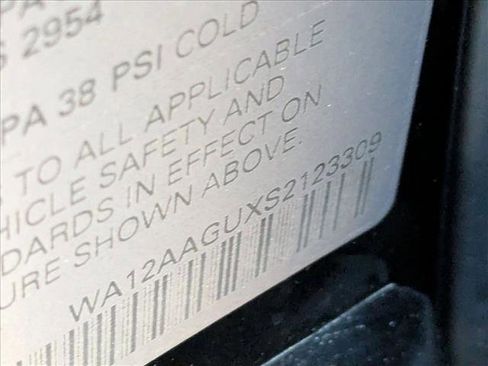 PA
S 2954
PA 38 PSI COLD
S TO ALL APPLICABLE
HICLE SAFETY AND
DARDS IN EFFECT ON
URE SHOWN ABOVE.
WA12AAGUXS2123309